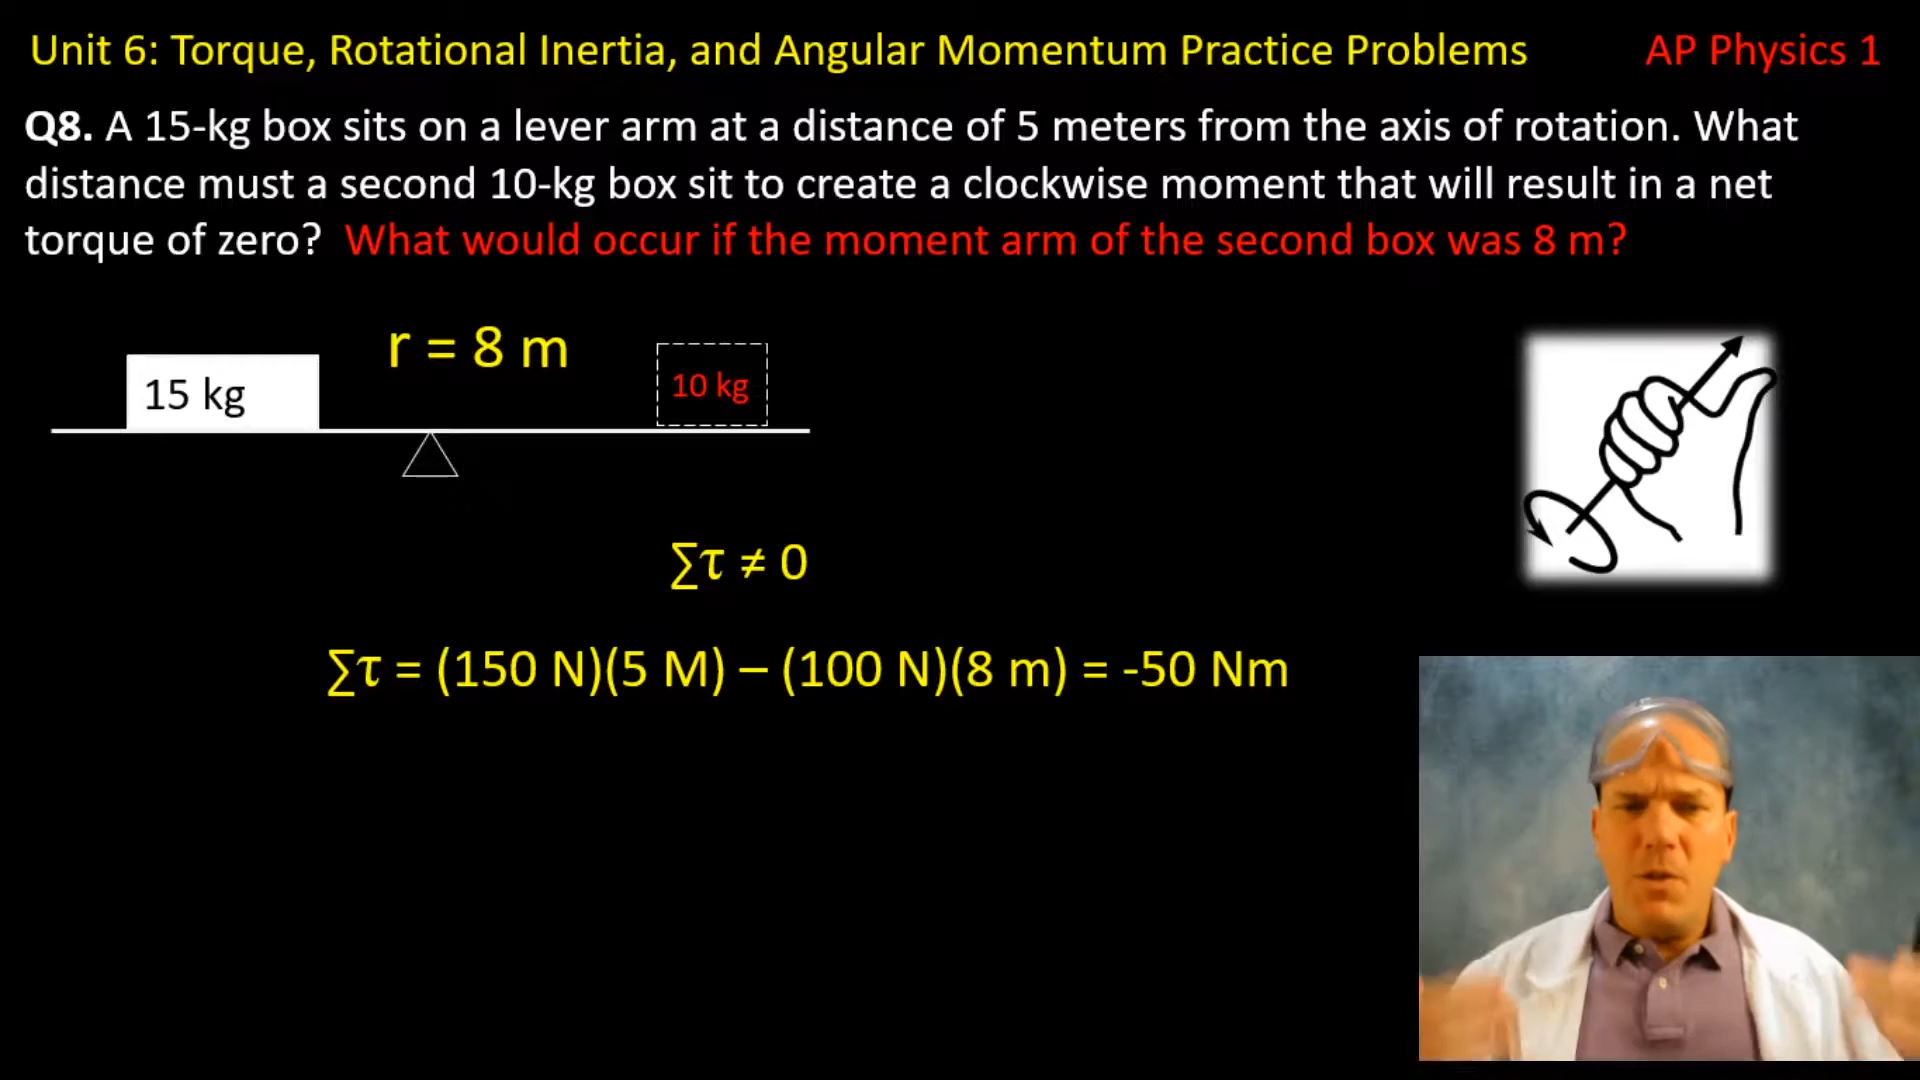 Unit 6: Torque, Rotational Inertia, and Angular Momentum Practice Problems AP Physics 1
Q8. A 15-kg box sits on a lever arm at a distance of 5 meters from the axis of rotation. What
distance must a second 10-kg box sit to create a clockwise moment that will result in a net
torque of zero? What would occur if the moment arm of the second box was 8 m?
r = 8 m
15 kg
10 kg
∑τ ≠ 0
∑τ = (150 N)(5 M) – (100 N)(8 m) = -50 Nm